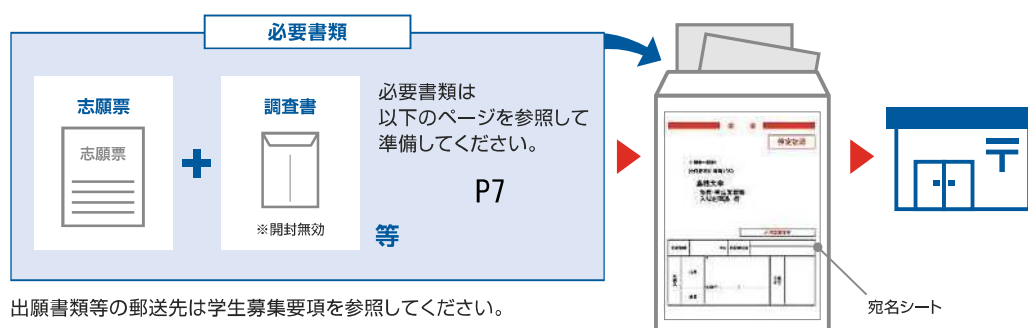 必要書類
志願票
志願票
調査書
※開封無効
必要書類は
以下のページを参照して
準備してください。
P7
等
出願書類等の郵送先は学生募集要項を参照してください。
宛名シート